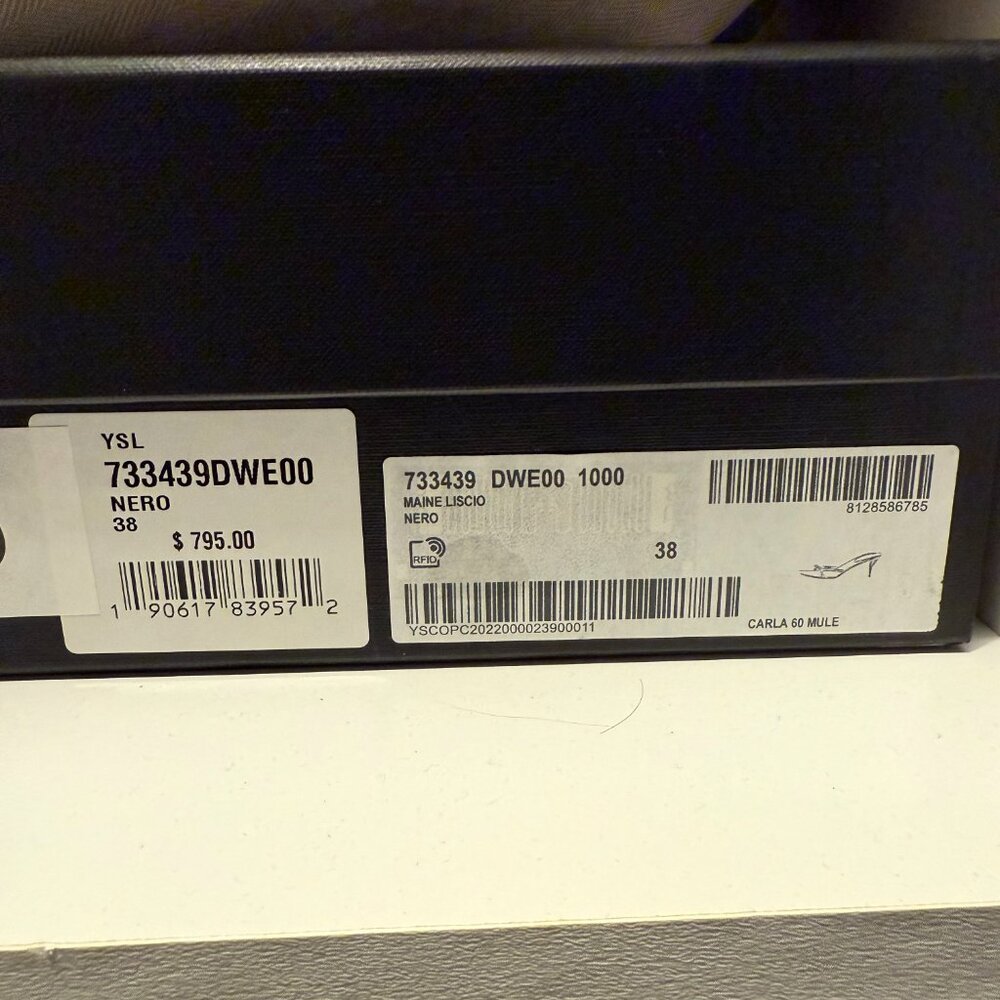 YSL
733439DWE00
NERO
38
$ 795.00
1 90617 83957 2
733439 DWE00 1000
MAINE LISCIO
NERO
8128586785
RFID
38
YSCOPC2022000023900011
CARLA 60 MULE